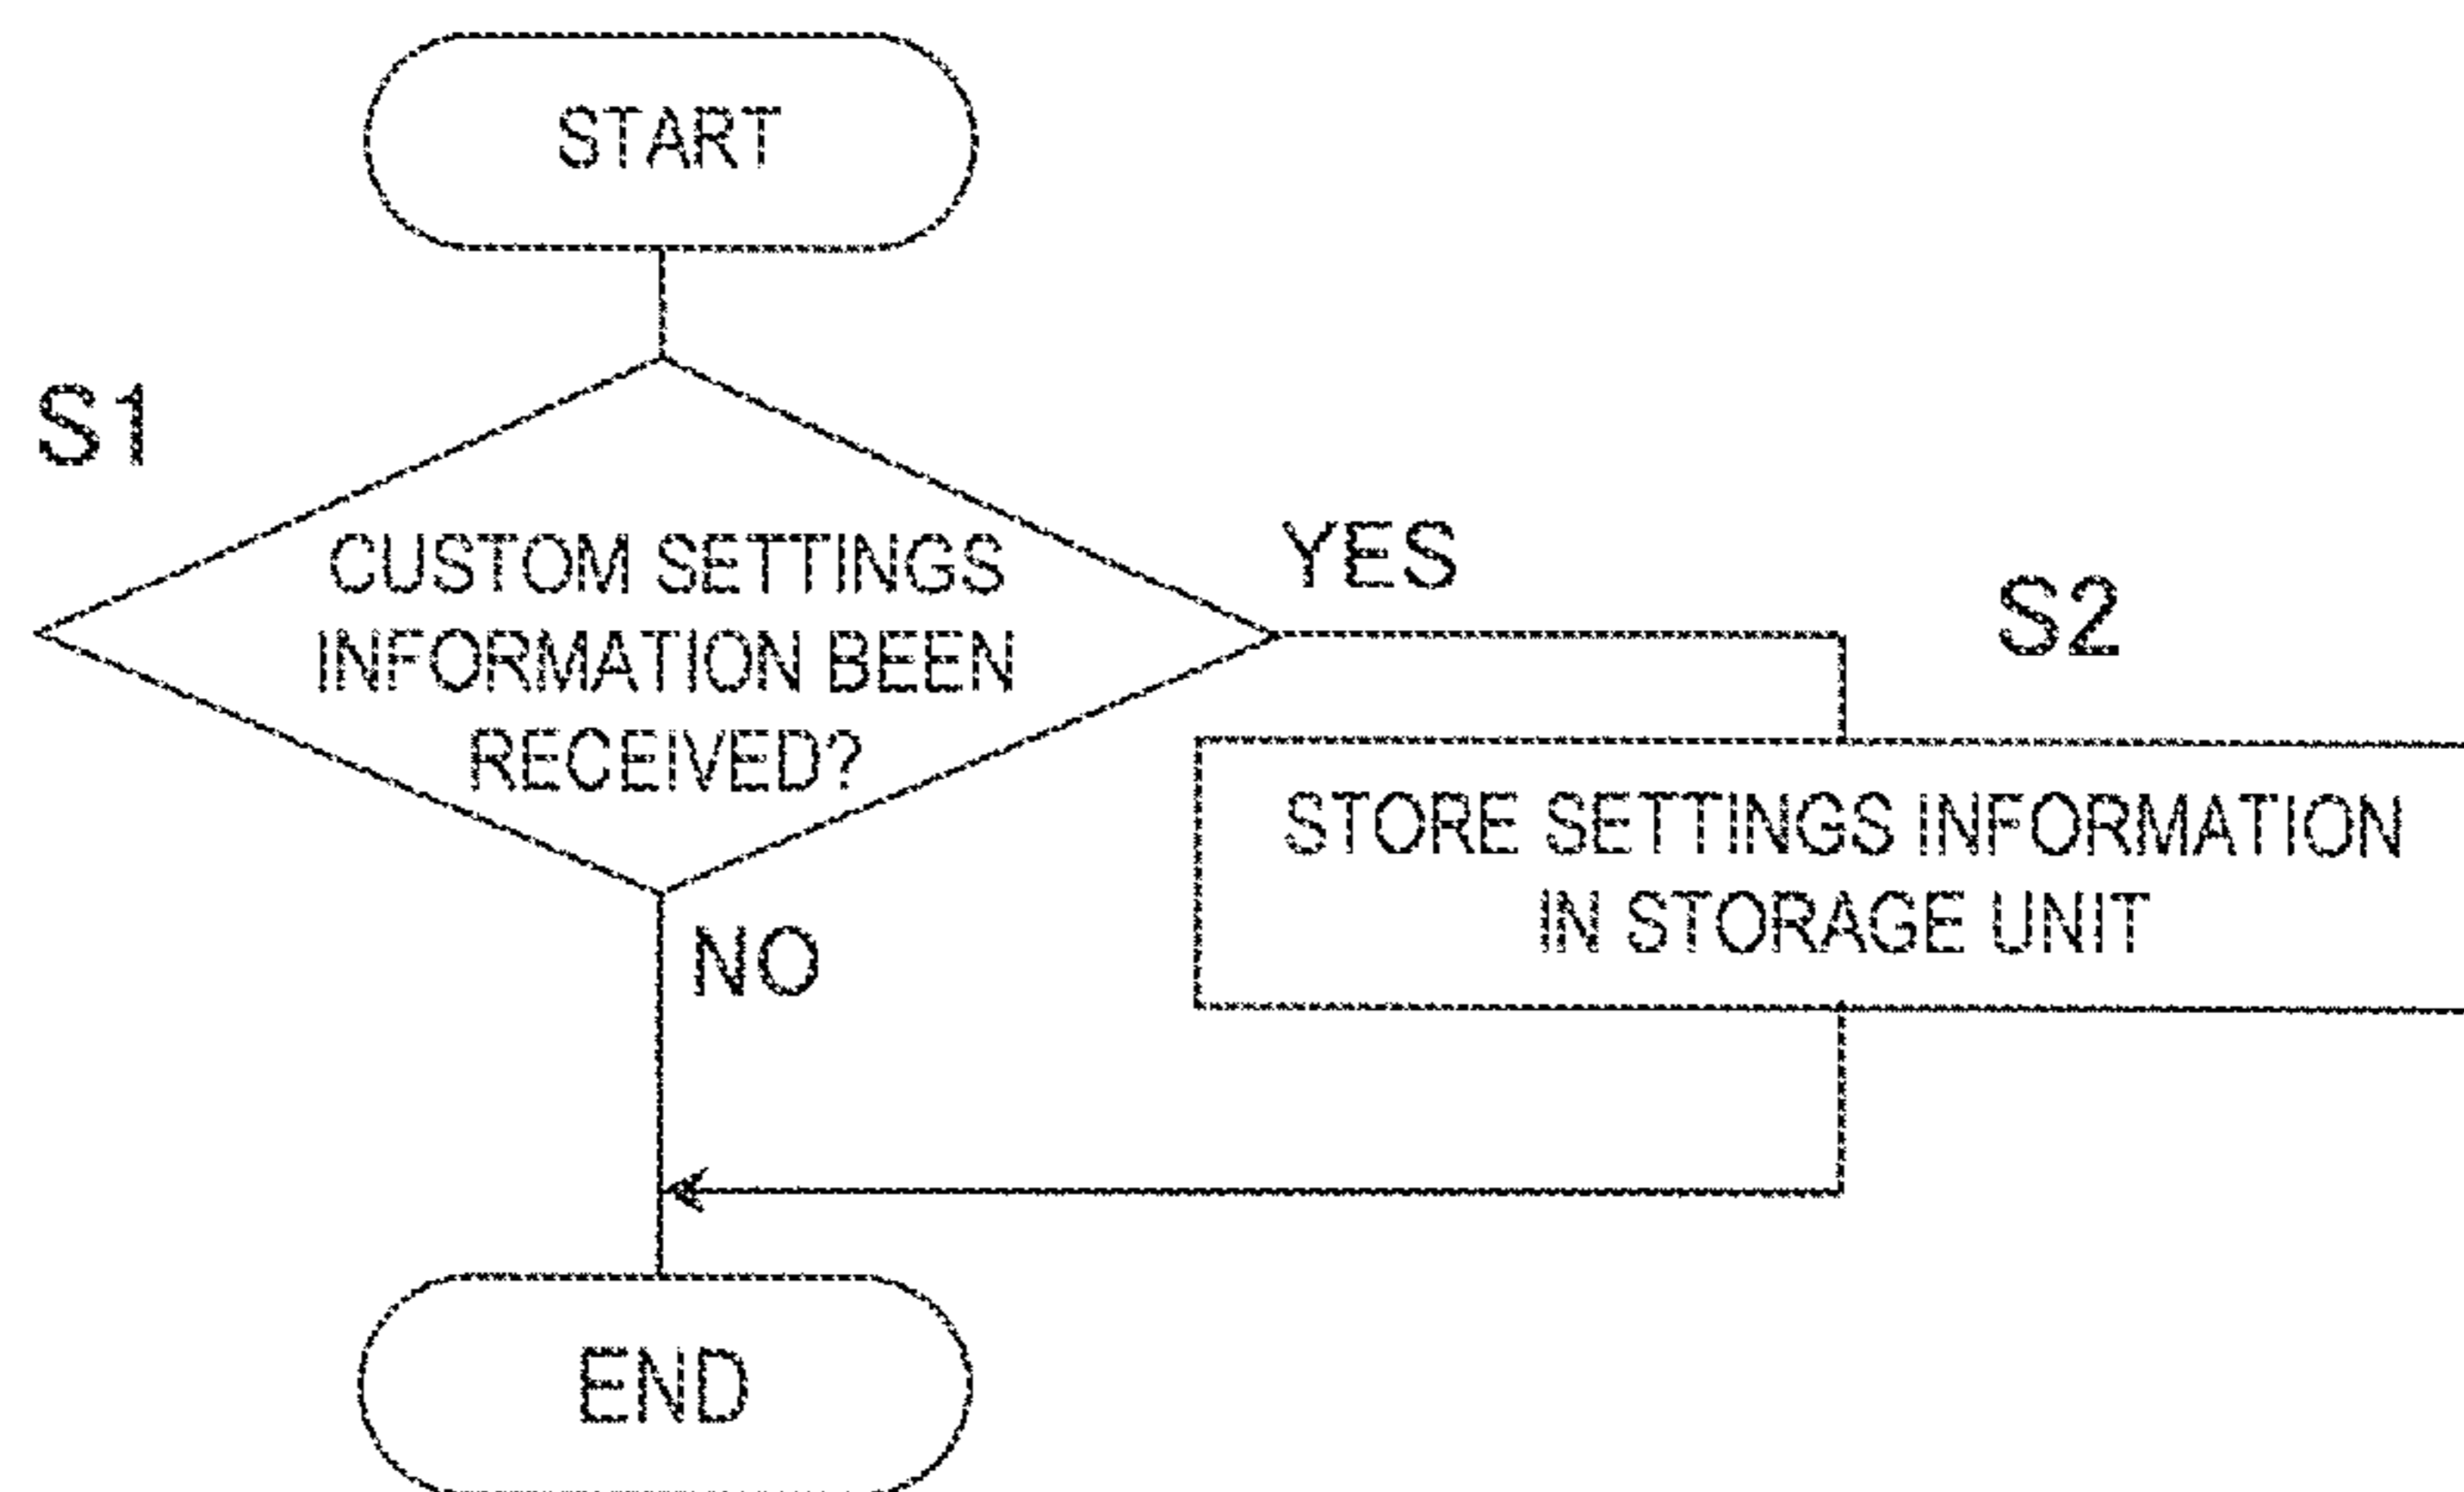 START
S1
CUSTOM SETTINGS
INFORMATION BEEN
RECEIVED?
YES
S2
STORE SETTINGS INFORMATION
IN STORAGE UNIT
NO
END